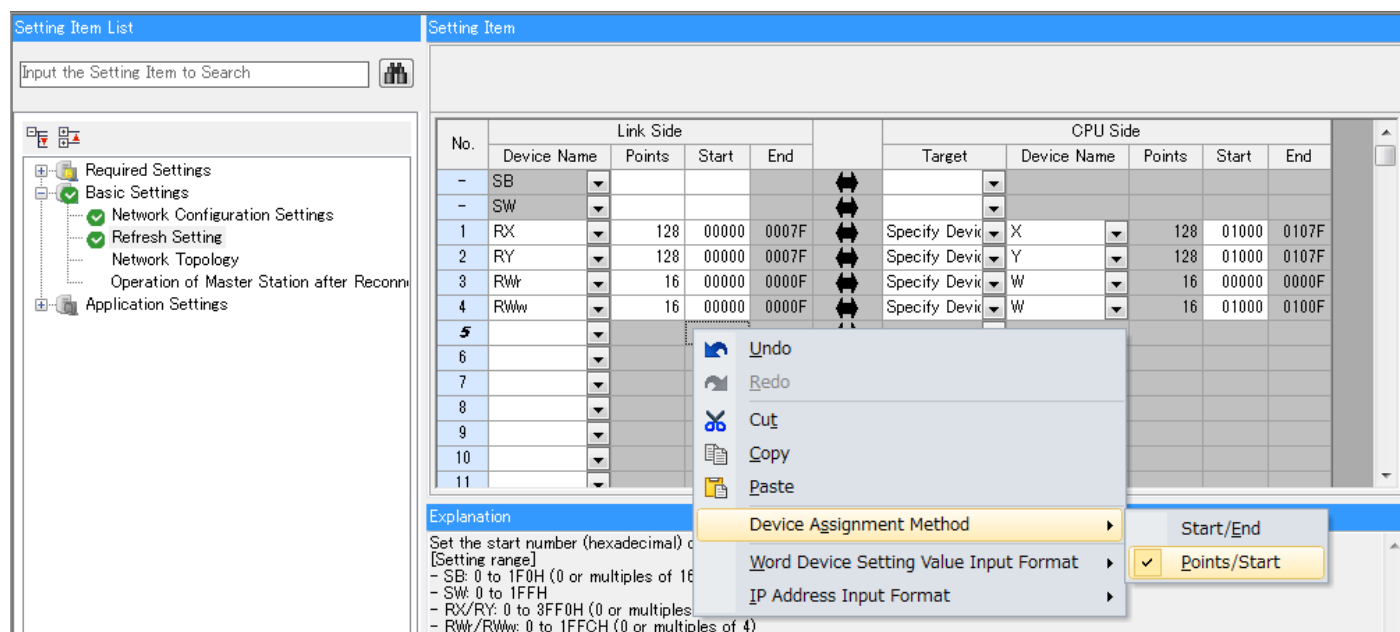 Setting Item List
Setting Item
Input the Setting Item to Search
Required Settings
Basic Settings
Network Configuration Settings
Refresh Setting
Network Topology
Operation of Master Station after Reconn
Application Settings
No. Link Side CPU Side
Device Name Points Start End Target Device Name Points Start End
- SB
- SW
1 RX 128 00000 0007F Specify Devic X 128 01000 0107F
2 RY 128 00000 0007F Specify Devic Y 128 01000 0107F
3 RWr 16 00000 0000F Specify Devic W 16 00000 0000F
4 RWw 16 00000 0000F Specify Devic W 16 01000 0100F
5
6
7
8
9
10
11
Undo
Redo
Cut
Copy
Paste
Device Assignment Method
Word Device Setting Value Input Format
IP Address Input Format
Start/End
Points/Start
Explanation
Set the start number (hexadecimal)
[Setting range]
- SB: 0 to 1F0H (0 or multiples of 16
- SW: 0 to 1FFH
- RX/RY: 0 to 3FF0H (0 or multiples
- RWr/RWw: 0 to 1FFCH (0 or multiples of 4)